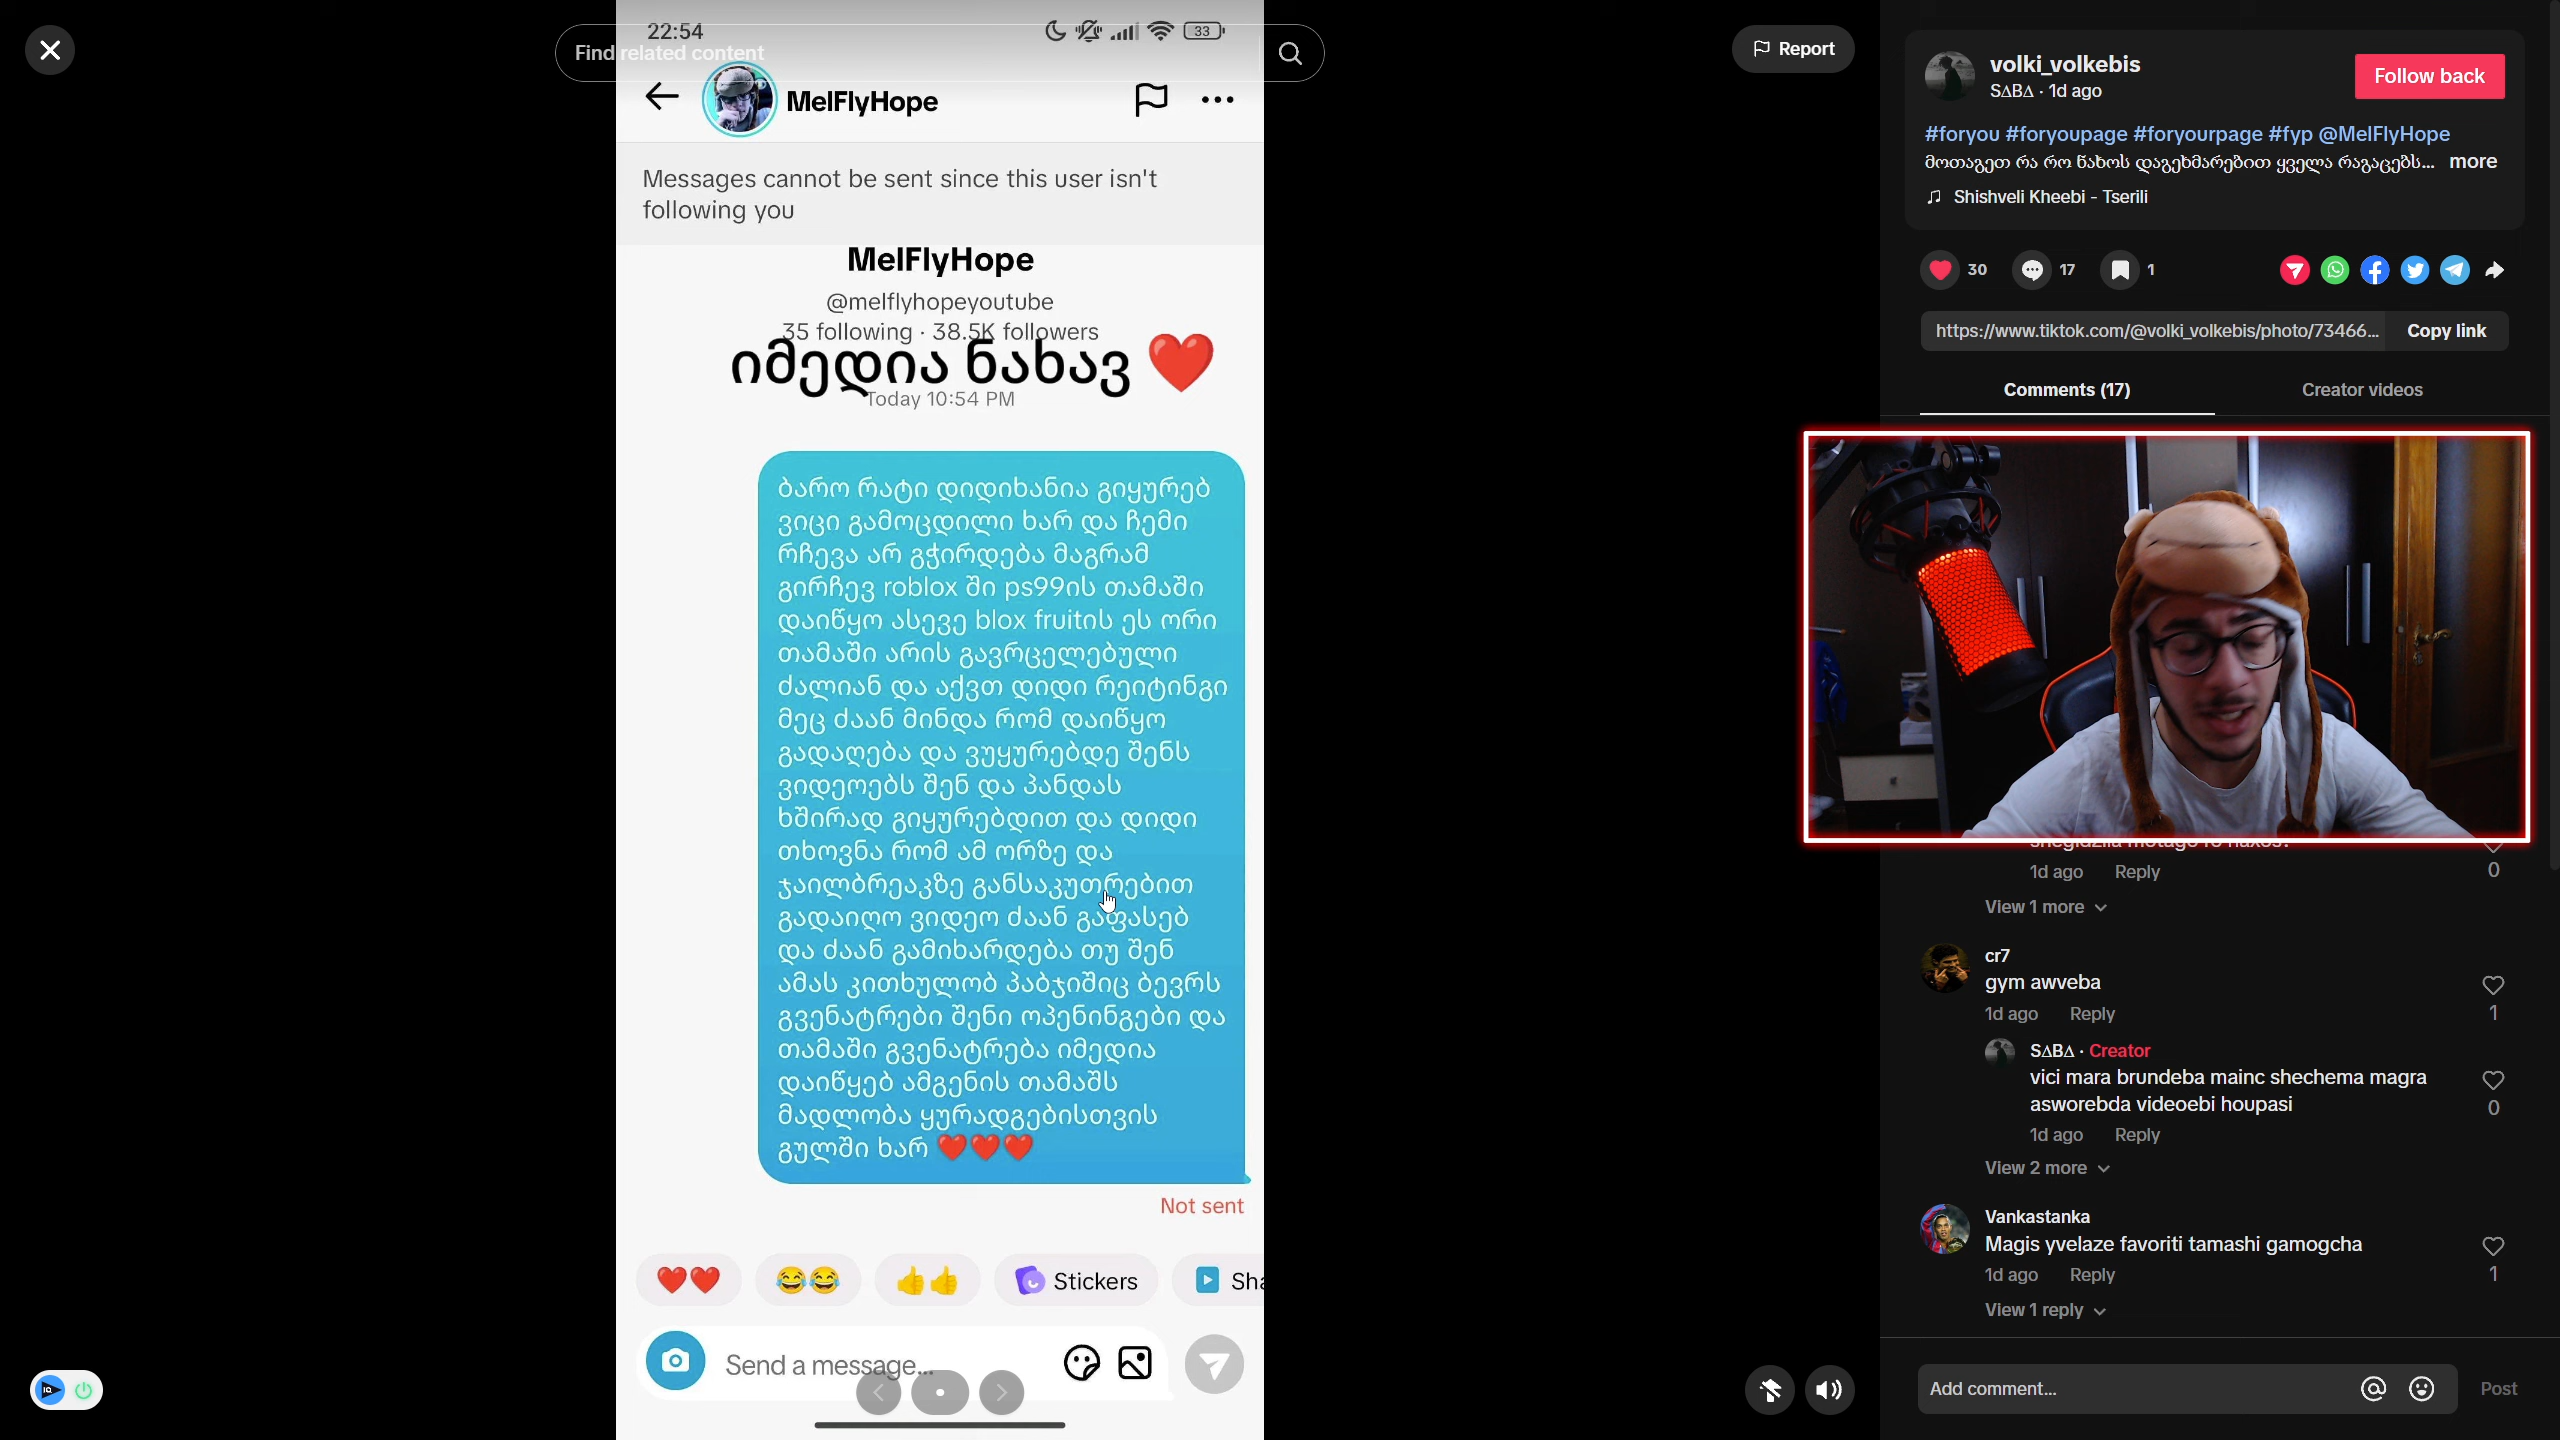 22:54
33
Find related content
Report
MelFlyHope
Messages cannot be sent since this user isn't
following you
MelFlyHope
@melflyhopeyoutube
35 following · 38.5K followers
იმედია ნახავ ❤️
Today 10:54 PM
ბარო რატი დიდიხანია გიყურებ
ვიცი გამოცდილი ხარ და ჩემი
რჩევა არ გჭირდება მაგრამ
გირჩევ roblox ში ps99ის თამაში
დაიწყო ასევე blox fruitის ეს ორი
თამაში არის გავრცელებული
ძალიან და აქვთ დიდი რეიტინგი
მეც ძაან მინდა რომ დაიწყო
გადაღება და ვუყურებდე შენს
ვიდეოებს შენ და პანდას
ხშირად გიყურებდით და დიდი
თხოვნა რომ ამ ორზე და
ჯაილბრეაკზე განსაკუთრებით
გადაიღო ვიდეო ძაან გაფასებ
და ძაან გამიხარდება თუ შენ
ამას კითხულობ პაბჯიშიც ბევრს
გვენატრები შენი ოპენინგები და
თამაში გვენატრება იმედია
დაიწყებ ამგენის თამაშს
მადლობა ყურადგებისთვის
გულში ხარ ❤️❤️❤️
Not sent
❤️❤️ 😂😂 👍👍 Stickers Sha
Send a message...
volki_volkebis
SΔBΔ · 1d ago
Follow back
#foryou #foryoupage #foryourpage #fyp @MelFlyHope
მოთაგეთ რა რო ნახოს დაგეხმარებით ყველა რაგაცებს... more
Shishveli Kheebi - Tserili
30 17 1
https://www.tiktok.com/@volki_volkebis/photo/73466... Copy link
Comments (17) Creator videos
1d ago Reply
0
View 1 more
cr7
gym awveba
1d ago Reply
1
SΔBΔ · Creator
vici mara brundeba mainc shechema magra
asworebda videoebi houpasi
0
1d ago Reply
View 2 more
Vankastanka
Magis yvelaze favoriti tamashi gamogcha
1d ago Reply
1
View 1 reply
Add comment...
Post